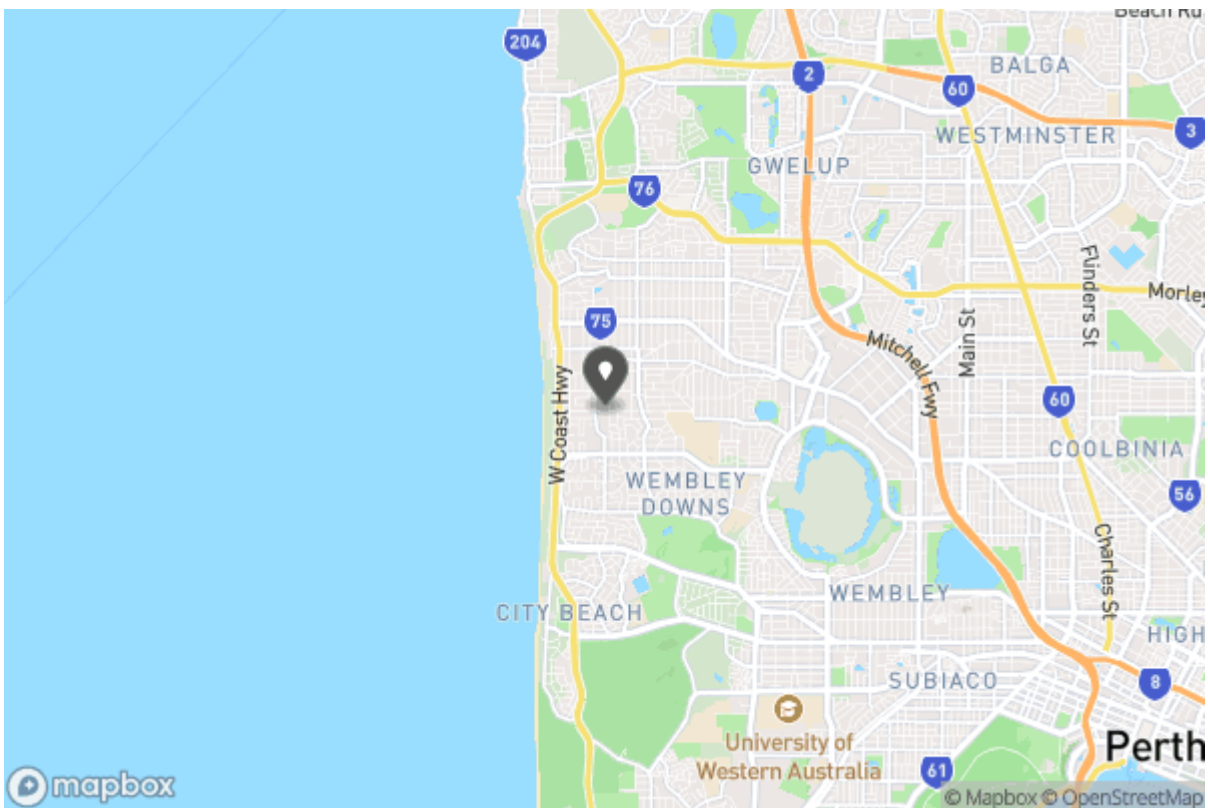 Beach Rd
204
BALGA
2
60
WESTMINSTER
3
GWELUP
76
Flinders St
Morley
75
Main St
Mitchell Fwy
W Coast Hwy
60
COOLBINIA
WEMBLEY
DOWNS
56
Charles St
WEMBLEY
CITY BEACH
HIGH
SUBIACO
8
University of
Western Australia
Perth
61
mapbox
© Mapbox © OpenStreetMap